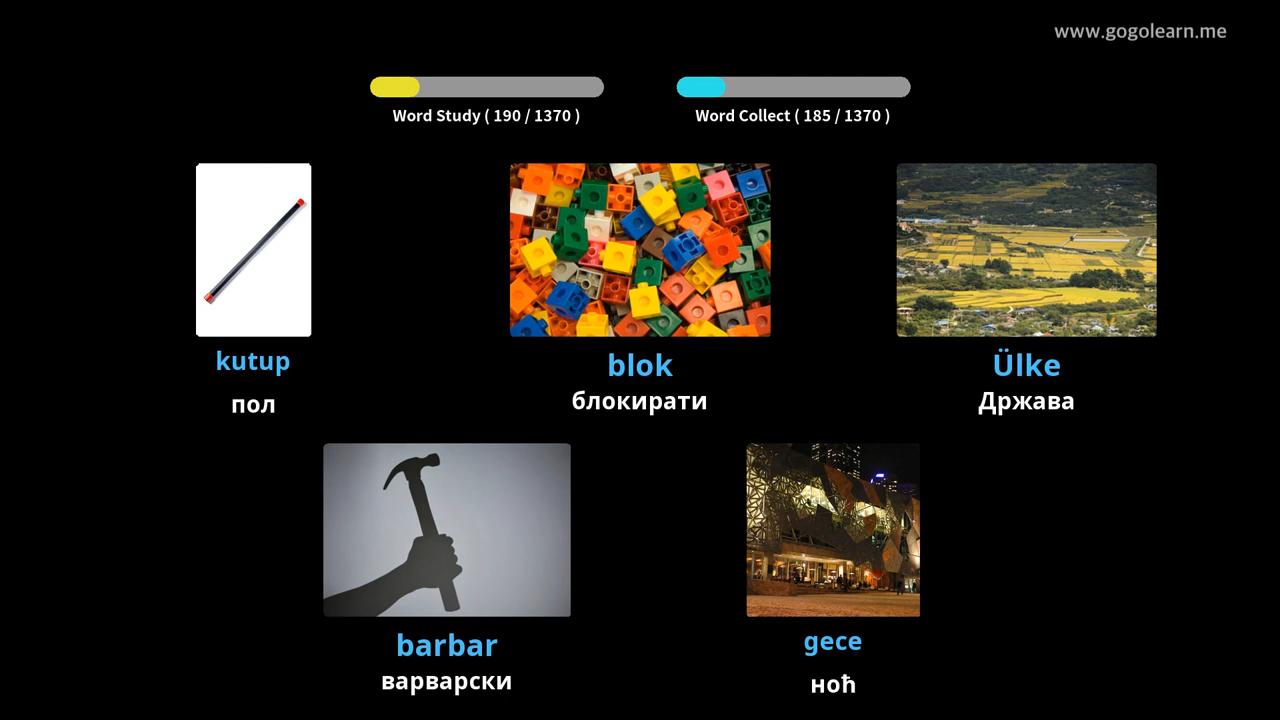 www.gogolearn.me
Word Study ( 190 / 1370 )
Word Collect ( 185 / 1370 )
kutup
пол
blok
блокирати
Ülke
Држава
barbar
варварски
gece
ноћ